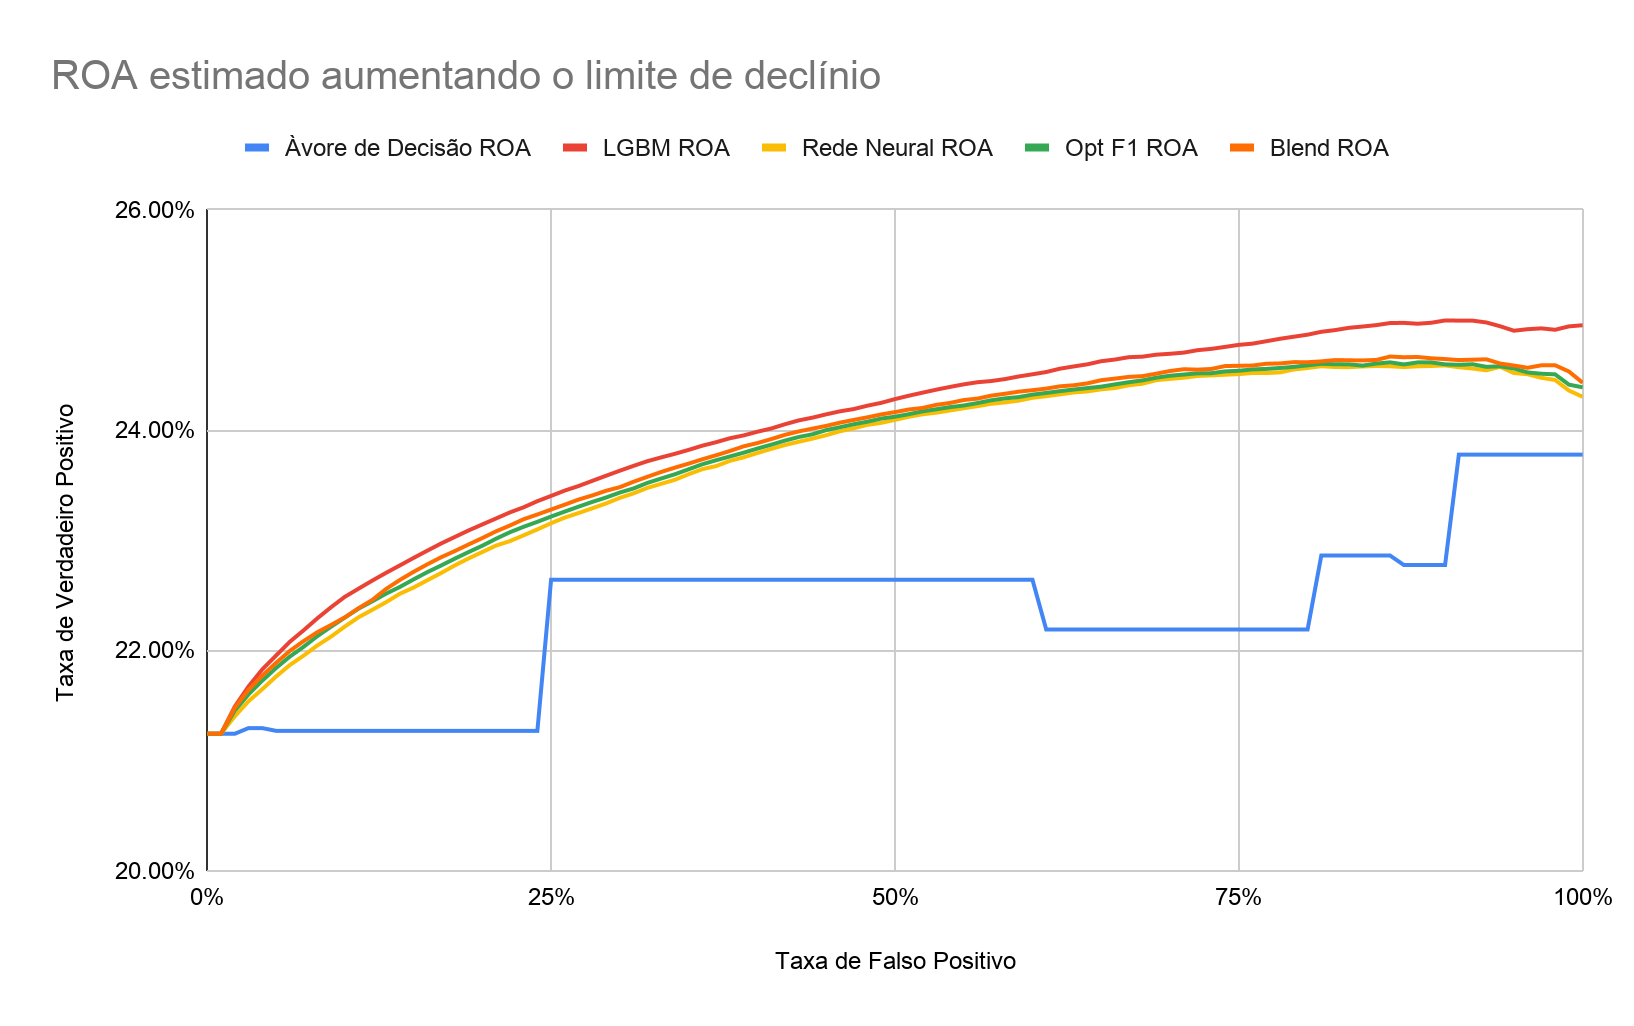 ROA estimado aumentando o limite de declínio
Àvore de Decisão ROA
LGBM ROA
Rede Neural ROA
Opt F1 ROA
Blend ROA
Taxa de Verdadeiro Positivo
26.00%
24.00%
22.00%
20.00%
0%
25%
50%
75%
100%
Taxa de Falso Positivo